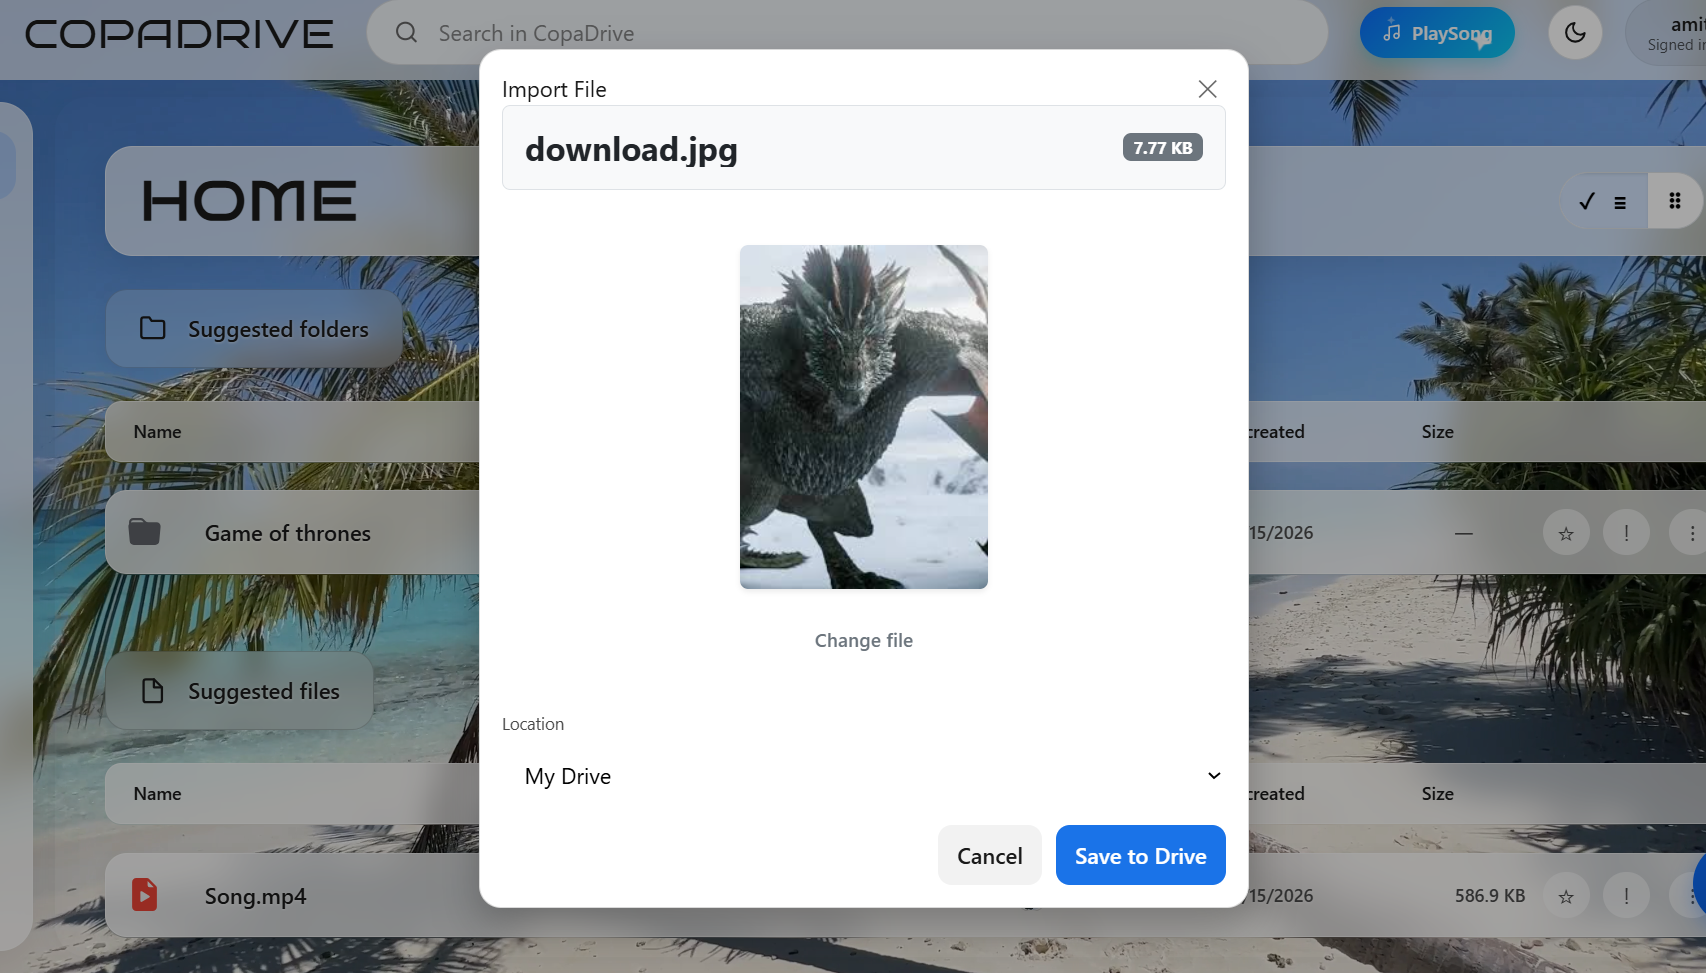 COPADRIVE
Search in CopaDrive
PlaySong
Signed in
Import File
download.jpg
7.77 KB
HOME
Suggested folders
Name
created
Size
Game of thrones
15/2026
—
Change file
Suggested files
Location
My Drive
Name
created
Size
Cancel
Save to Drive
Song.mp4
/15/2026
586.9 KB